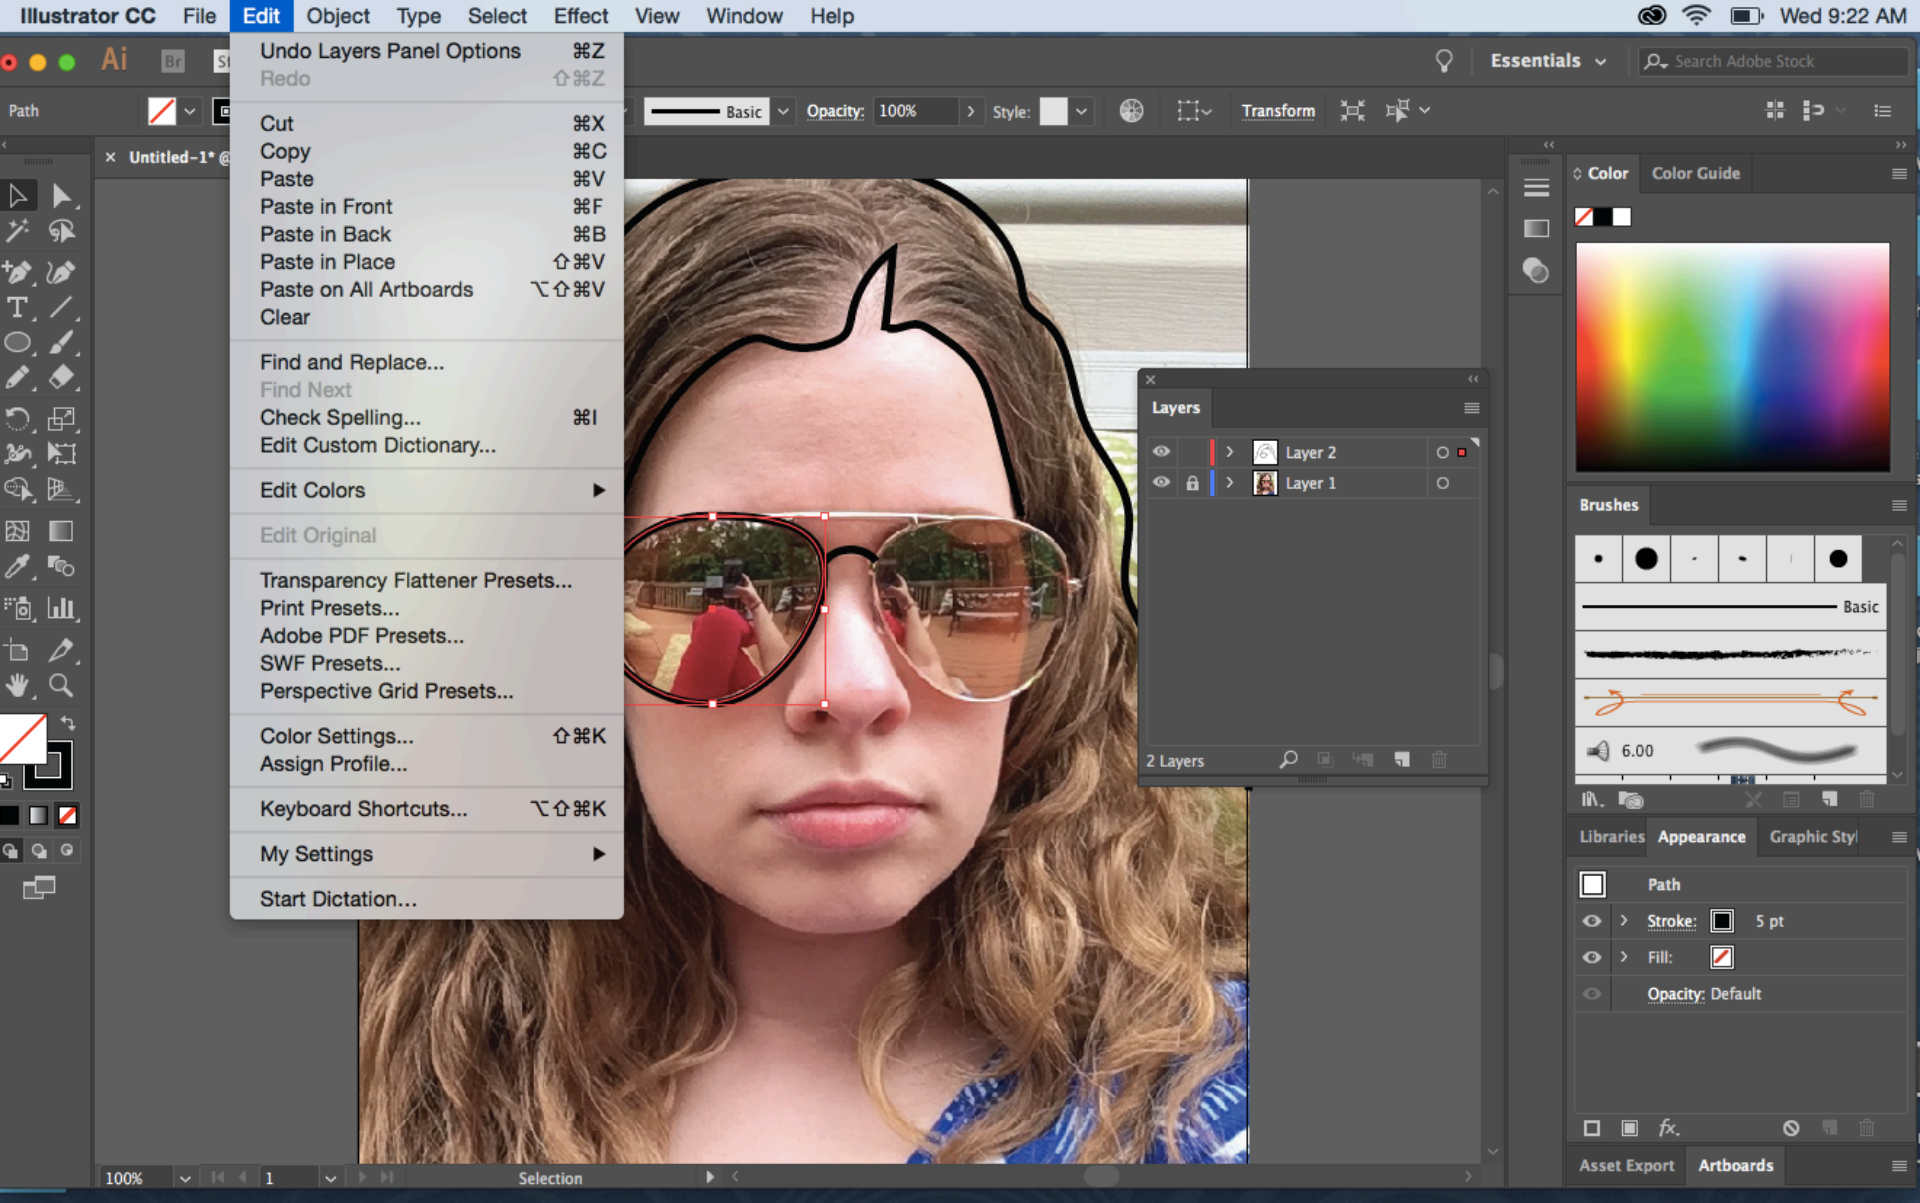 Illustrator CC File Edit Object Type Select Effect View Window Help Wed 9:22 AM
Ai Br St Essentials Search Adobe Stock
Path Basic Opacity: 100% Style: Transform
Untitled-1* @
Undo Layers Panel Options ⌘Z
Redo ⇧⌘Z
Cut ⌘X
Copy ⌘C
Paste ⌘V
Paste in Front ⌘F
Paste in Back ⌘B
Paste in Place ⇧⌘V
Paste on All Artboards ⌥⇧⌘V
Clear
Find and Replace...
Find Next
Check Spelling... ⌘I
Edit Custom Dictionary...
Edit Colors
Edit Original
Transparency Flattener Presets...
Print Presets...
Adobe PDF Presets...
SWF Presets...
Perspective Grid Presets...
Color Settings... ⇧⌘K
Assign Profile...
Keyboard Shortcuts... ⌥⇧⌘K
My Settings
Start Dictation...
Layers
Layer 2
Layer 1
2 Layers
Color Color Guide
Brushes
Basic
6.00
Libraries Appearance Graphic Styl
Path
Stroke: 5 pt
Fill:
Opacity: Default
Asset Export Artboards
100% 1 Selection